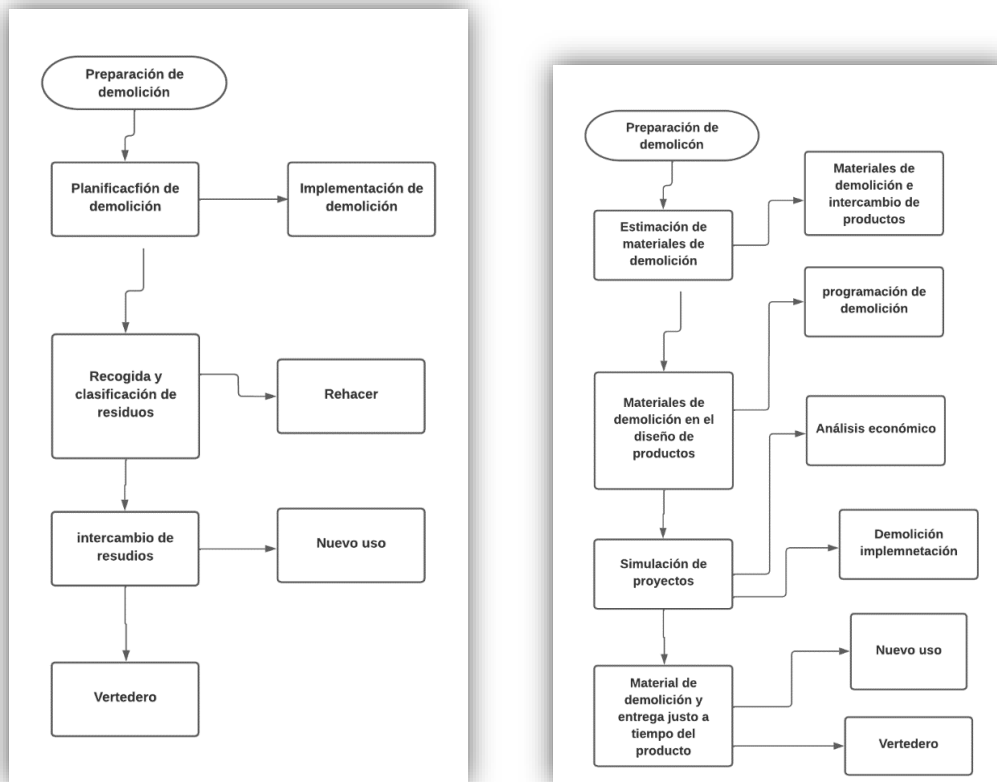 Preparación de
demolición
Planificacfión de
demolición
Implementación de
demolición
Recogida y
clasificación de
residuos
Rehacer
intercambio de
resudios
Nuevo uso
Vertedero
Preparación de
demolicón
Materiales de
demolición e
intercambio de
productos
Estimación de
materiales de
demolición
programación de
demolición
Materiales de
demolición en el
diseño de
productos
Análisis económico
Demolición
implemnetación
Simulación de
proyectos
Nuevo uso
Material de
demolición y
entrega justo a
tiempo del
producto
Vertedero